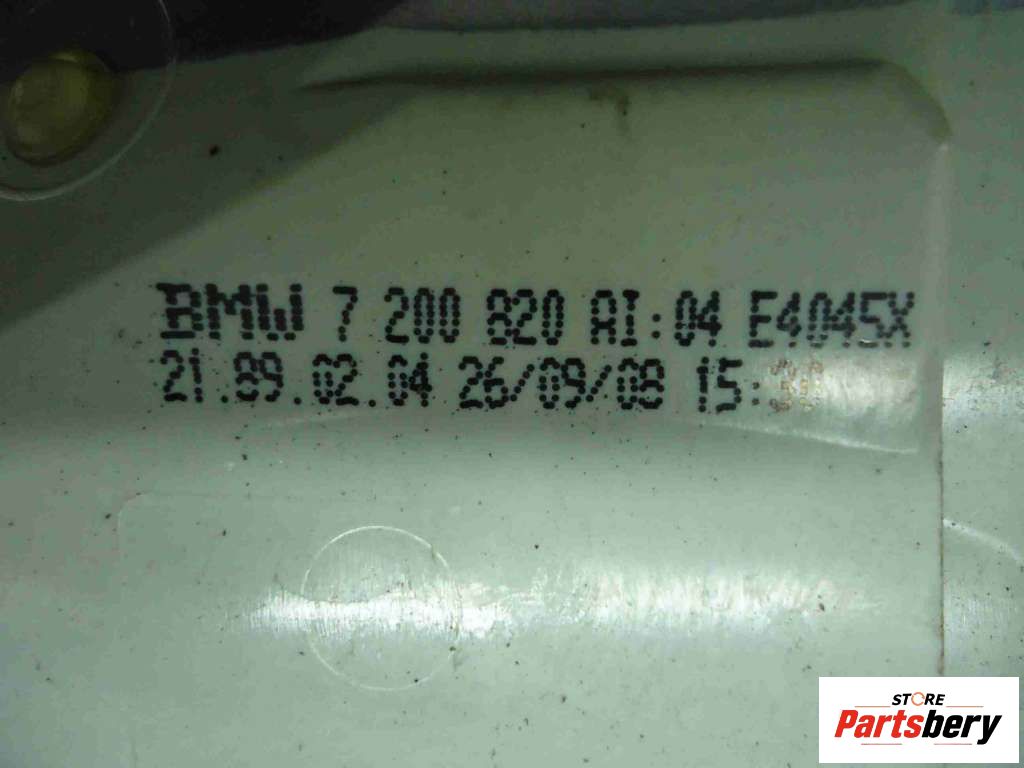 BMW 7 200 820 AI:04 E4045X
21.89.02.04 26/09/08 15:
STORE
Partsbery